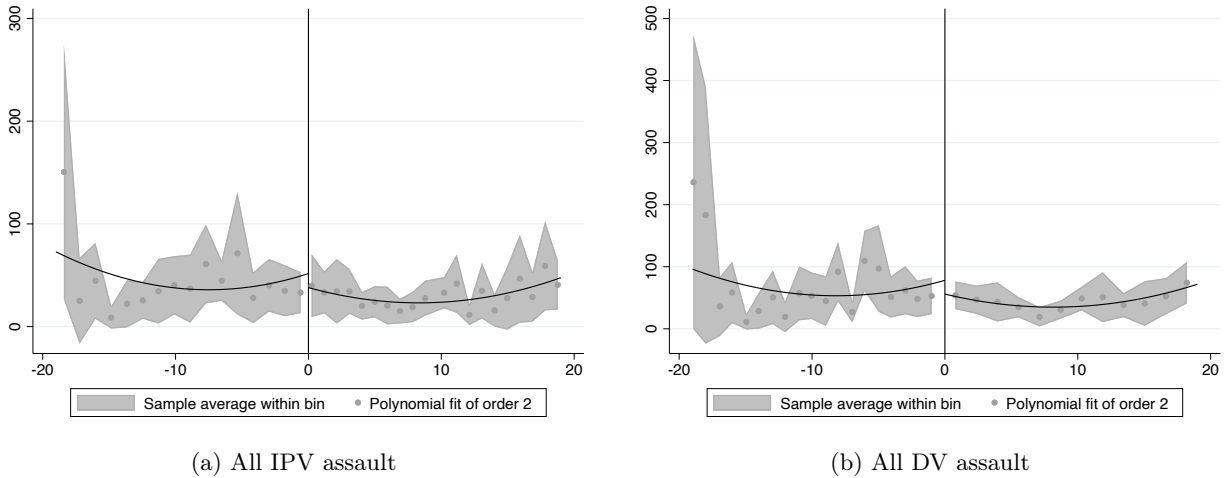 300
200
100
0
-20 -10 0 10 20
Sample average within bin Polynomial fit of order 2
(a) All IPV assault
500
400
300
200
100
0
-20 -10 0 10 20
Sample average within bin Polynomial fit of order 2
(b) All DV assault